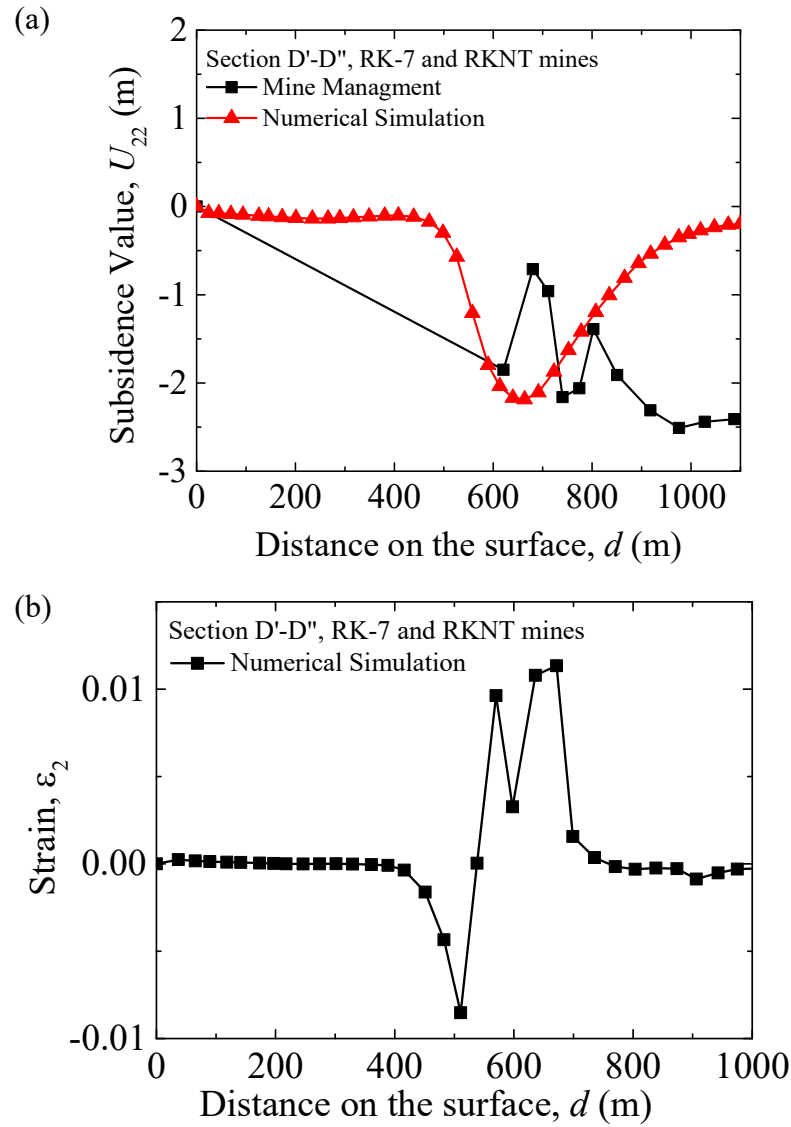 (a)
Section D'-D", RK-7 and RKNT mines
Mine Managment
Numerical Simulation
Subsidence Value, U22 (m)
2
1
0
-1
-2
-3
0 200 400 600 800 1000
Distance on the surface, d (m)
(b)
Section D'-D", RK-7 and RKNT mines
Numerical Simulation
Strain, ε2
0.01
0.00
-0.01
0 200 400 600 800 1000
Distance on the surface, d (m)